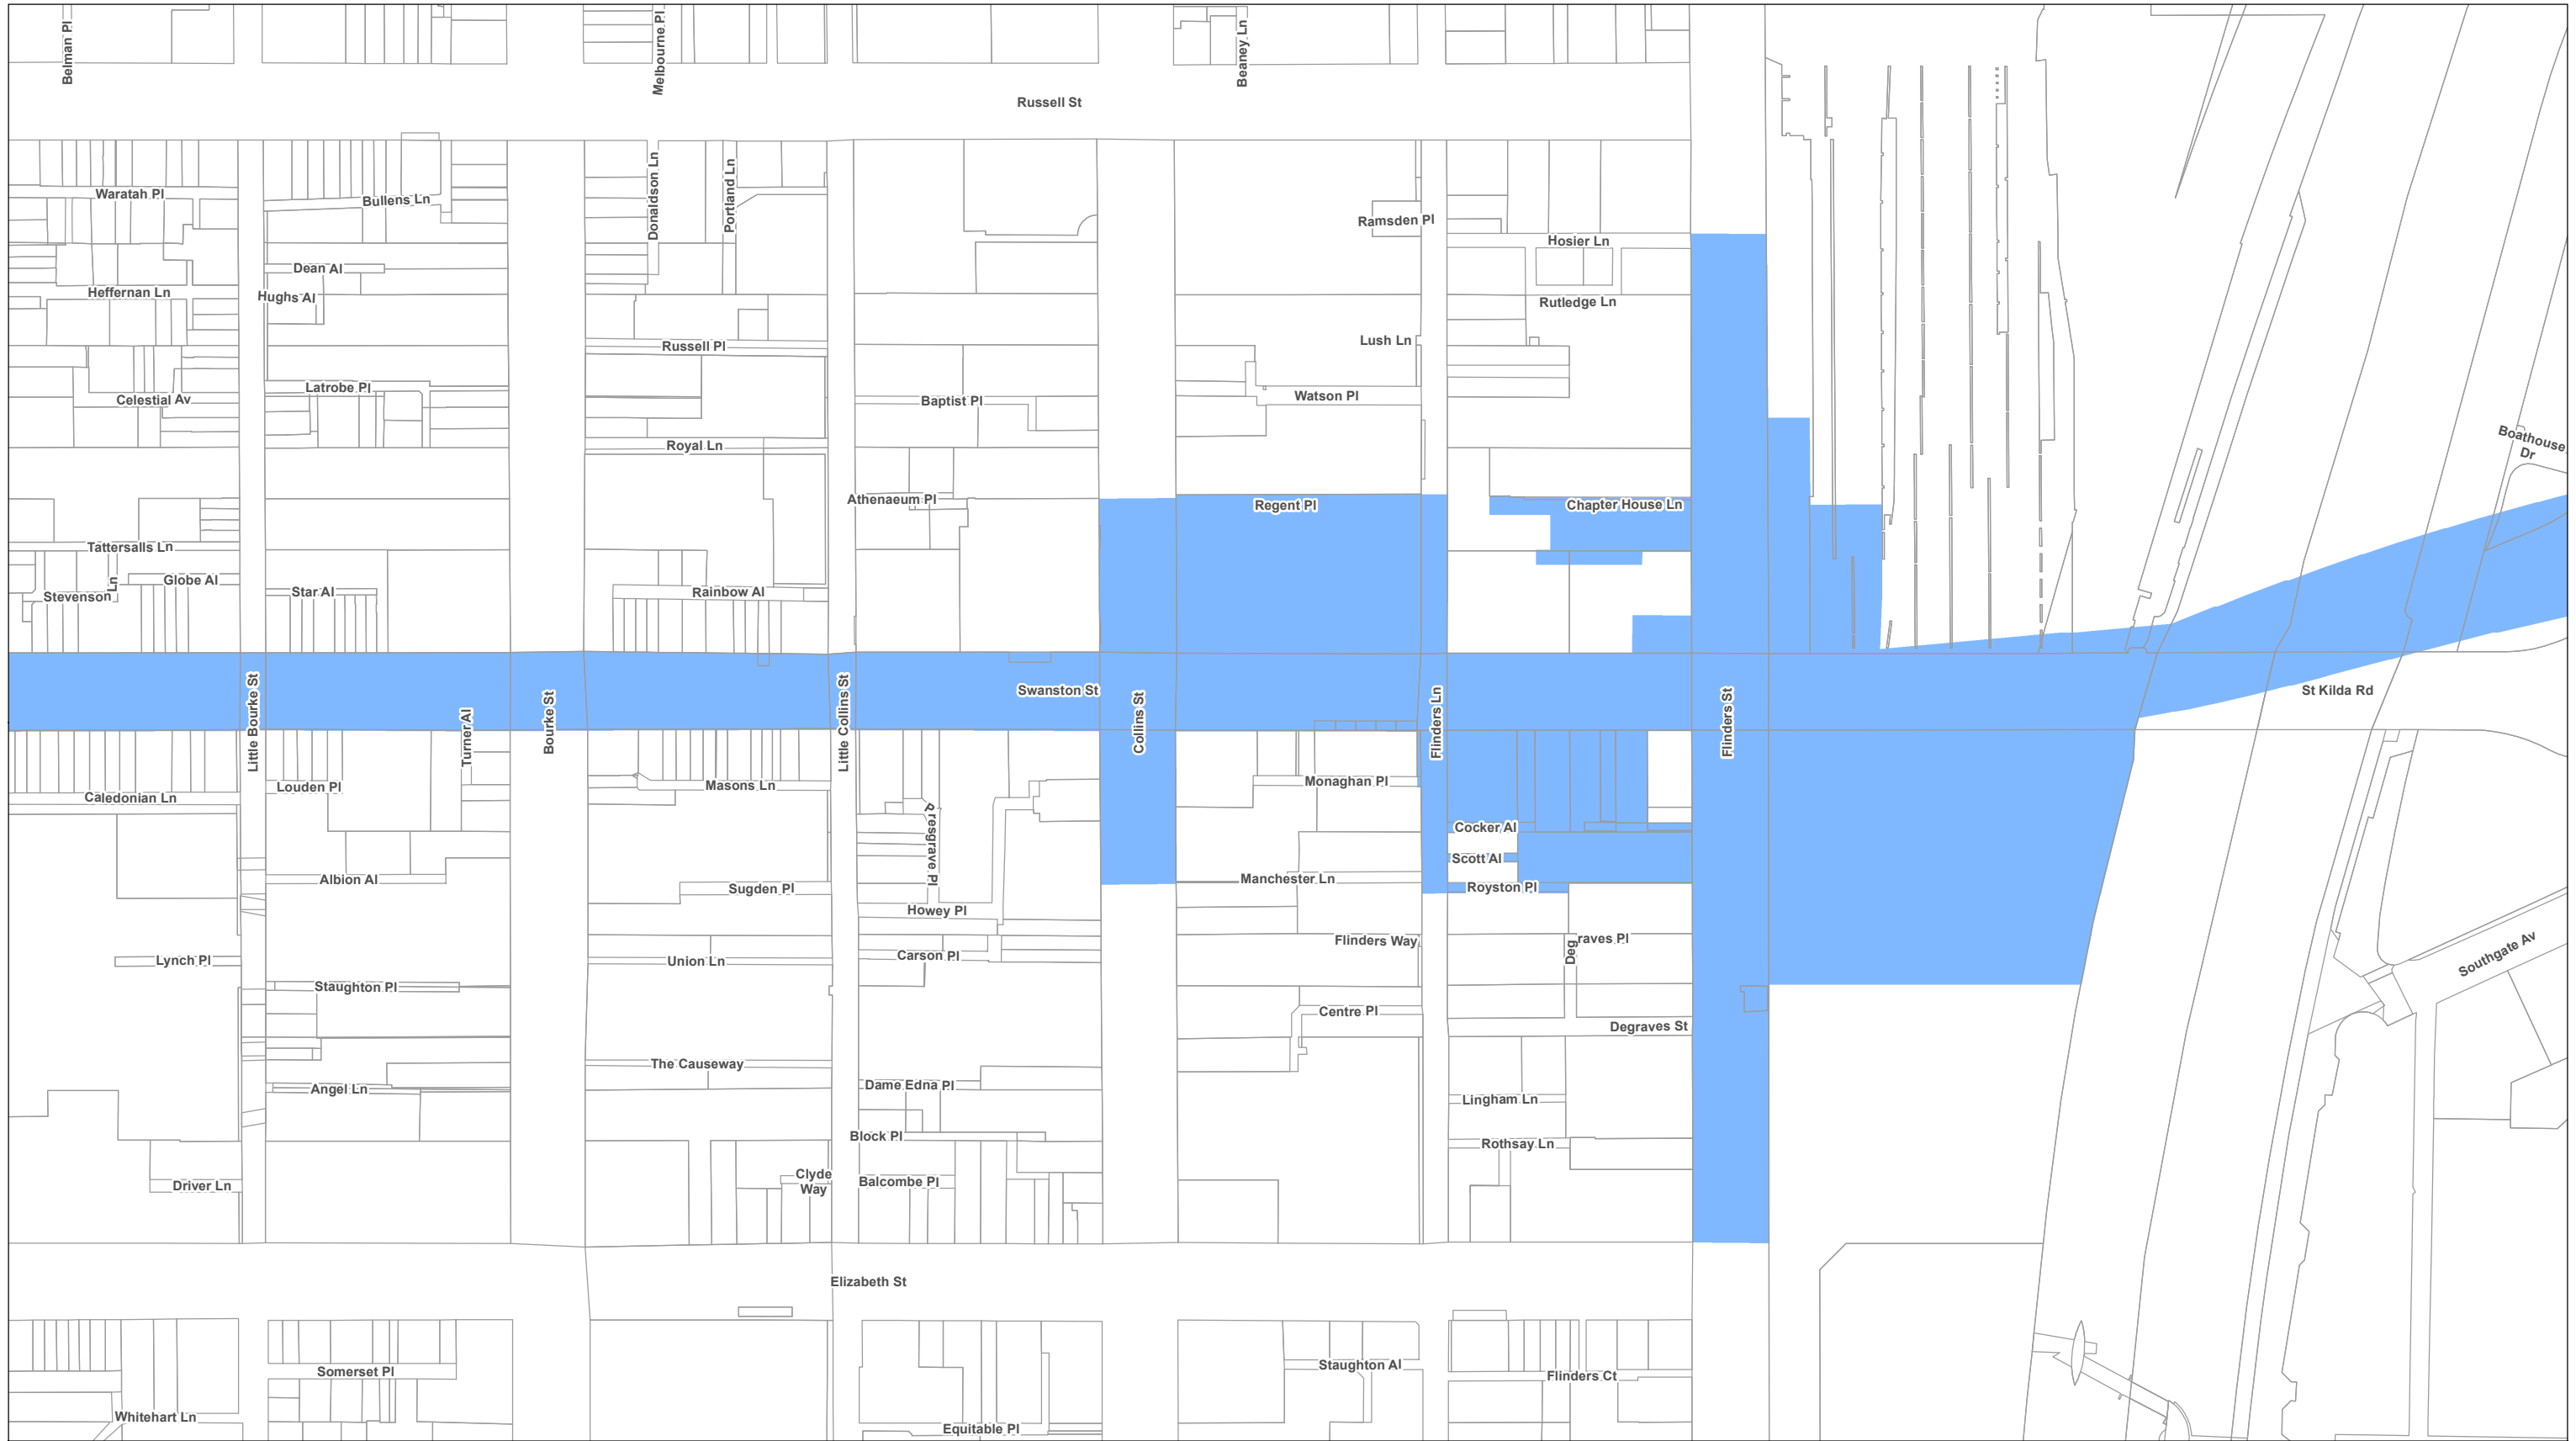 Belman Pl
Melbourne Pl
Beaney Ln
Russell St
Waratah Pl
Bullens Ln
Donaldson Ln
Portland Ln
Ramsden Pl
Hosier Ln
Dean Al
Heffernan Ln
Hughs Al
Rutledge Ln
Russell Pl
Lush Ln
Latrobe Pl
Celestial Av
Baptist Pl
Watson Pl
Royal Ln
Boathouse
Dr
Athenaeum Pl
Regent Pl
Chapter House Ln
Tattersalls Ln
Globe Al
Stevenson
Ln
Star Al
Rainbow Al
Swanston St
St Kilda Rd
Little Bourke St
Turner Al
Bourke St
Little Collins St
Collins St
Flinders Ln
Flinders St
Caledonian Ln
Louden Pl
Masons Ln
Monaghan Pl
Presgrave Pl
Cocker Al
Scott Al
Albion Al
Sugden Pl
Manchester Ln
Royston Pl
Howey Pl
Lynch Pl
Union Ln
Carson Pl
Flinders Way
Deg
raves Pl
Southgate Av
Staughton Pl
Centre Pl
Degraves St
The Causeway
Angel Ln
Dame Edna Pl
Lingham Ln
Block Pl
Rothsay Ln
Driver Ln
Clyde
Way
Balcombe Pl
Elizabeth St
Somerset Pl
Staughton Al
Flinders Ct
Whitehart Ln
Equitable Pl